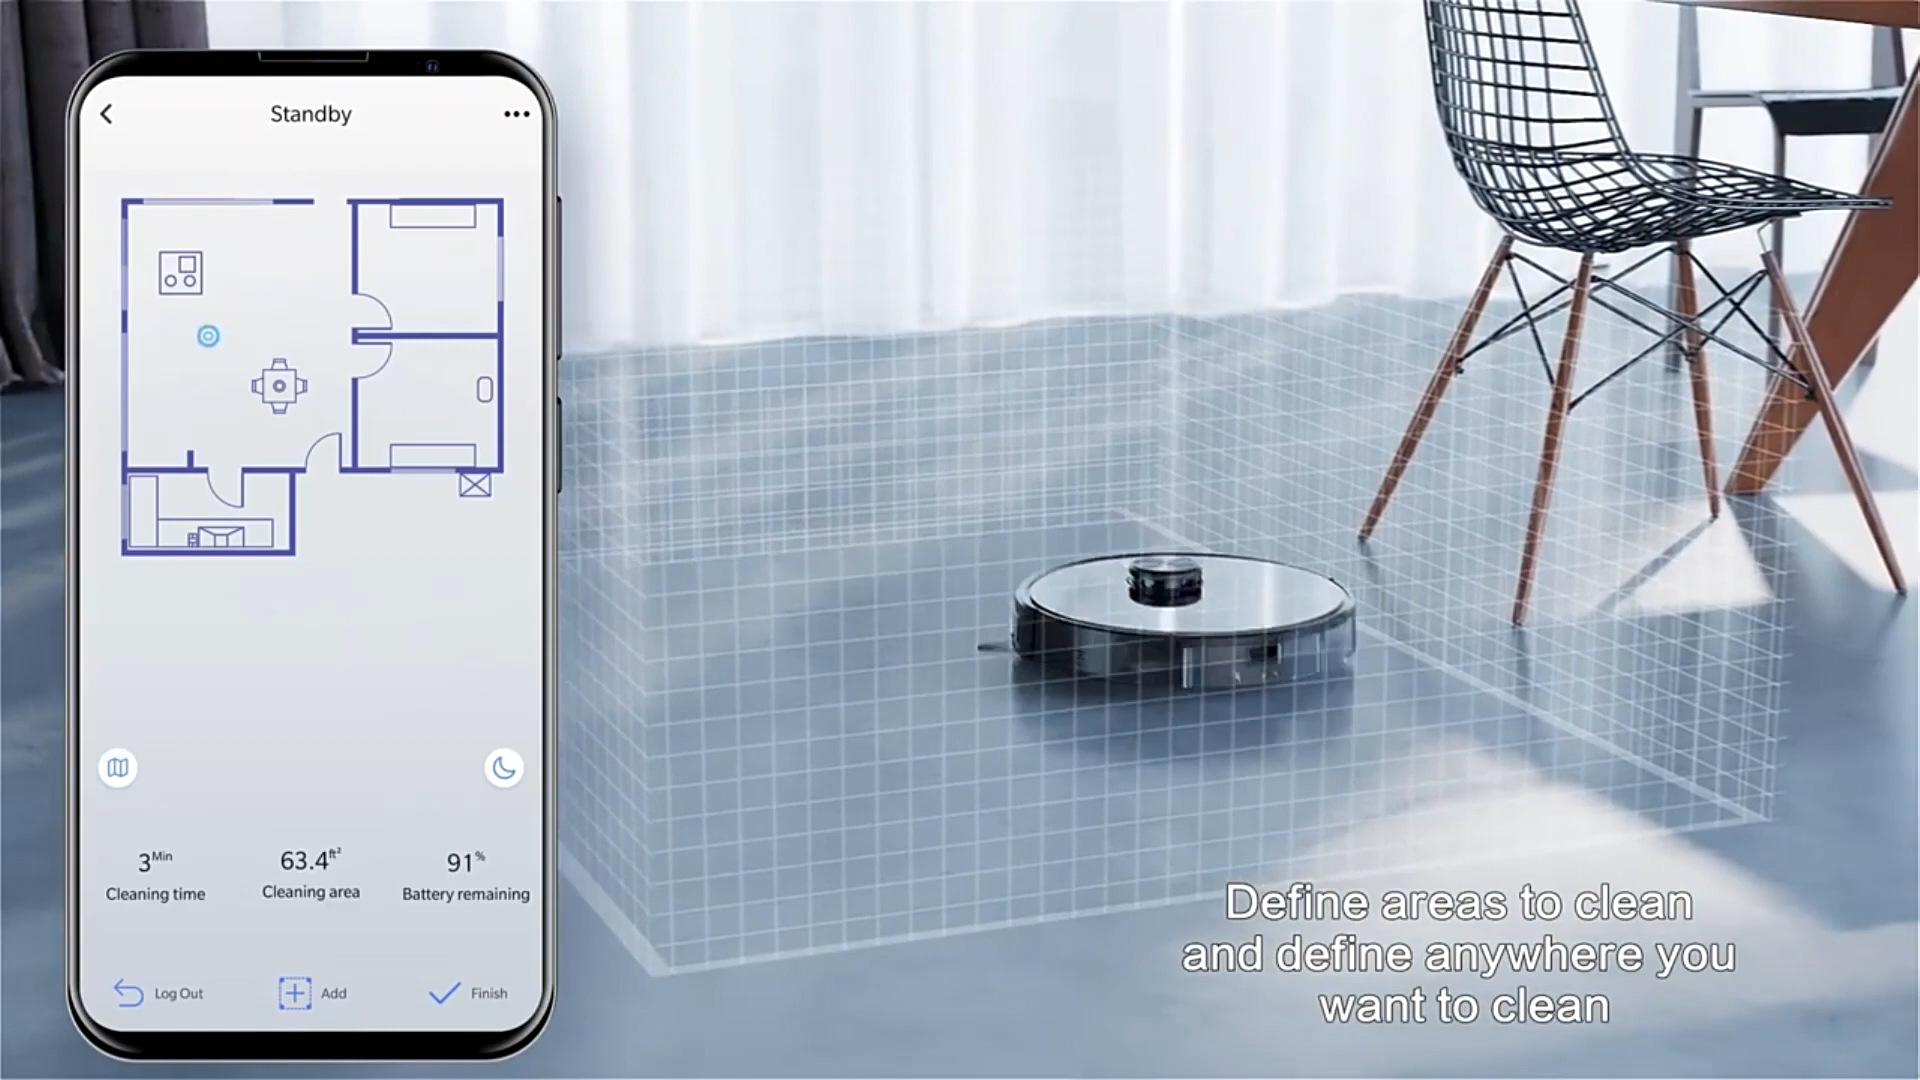 Standby
3Min
Cleaning time
63.4ft²
Cleaning area
91%
Battery remaining
Log Out
Add
Finish
Define areas to clean
and define anywhere you
want to clean